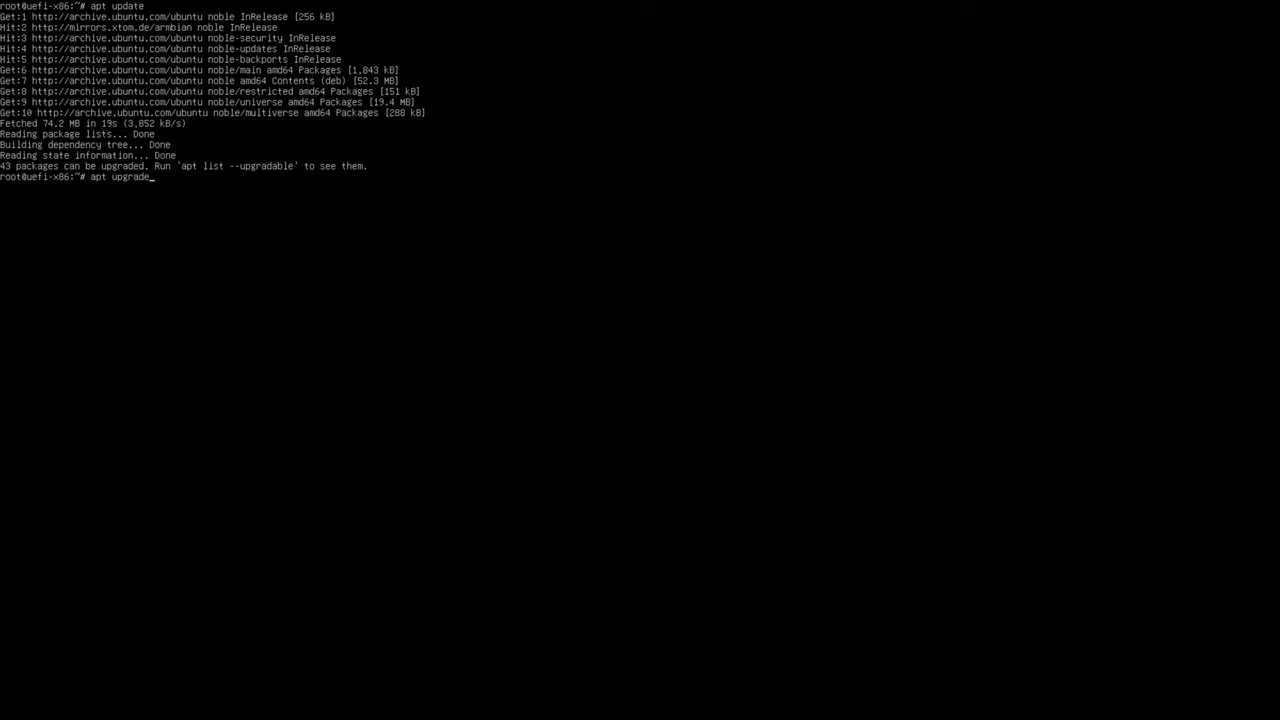 root@uefi-x86:~# apt update
Get:1 http://archive.ubuntu.com/ubuntu noble InRelease [256 kB]
Hit:2 http://mirrors.xtom.de/armbian noble InRelease
Hit:3 http://archive.ubuntu.com/ubuntu noble-security InRelease
Hit:4 http://archive.ubuntu.com/ubuntu noble-updates InRelease
Hit:5 http://archive.ubuntu.com/ubuntu noble-backports InRelease
Get:6 http://archive.ubuntu.com/ubuntu noble/main amd64 Packages [1,843 kB]
Get:7 http://archive.ubuntu.com/ubuntu noble amd64 Contents (deb) [52.3 MB]
Get:8 http://archive.ubuntu.com/ubuntu noble/restricted amd64 Packages [151 kB]
Get:9 http://archive.ubuntu.com/ubuntu noble/universe amd64 Packages [19.4 MB]
Get:10 http://archive.ubuntu.com/ubuntu noble/multiverse amd64 Packages [288 kB]
Fetched 74.2 MB in 19s (3,852 kB/s)
Reading package lists... Done
Building dependency tree... Done
Reading state information... Done
43 packages can be upgraded. Run 'apt list --upgradable' to see them.
root@uefi-x86:~# apt upgrade_